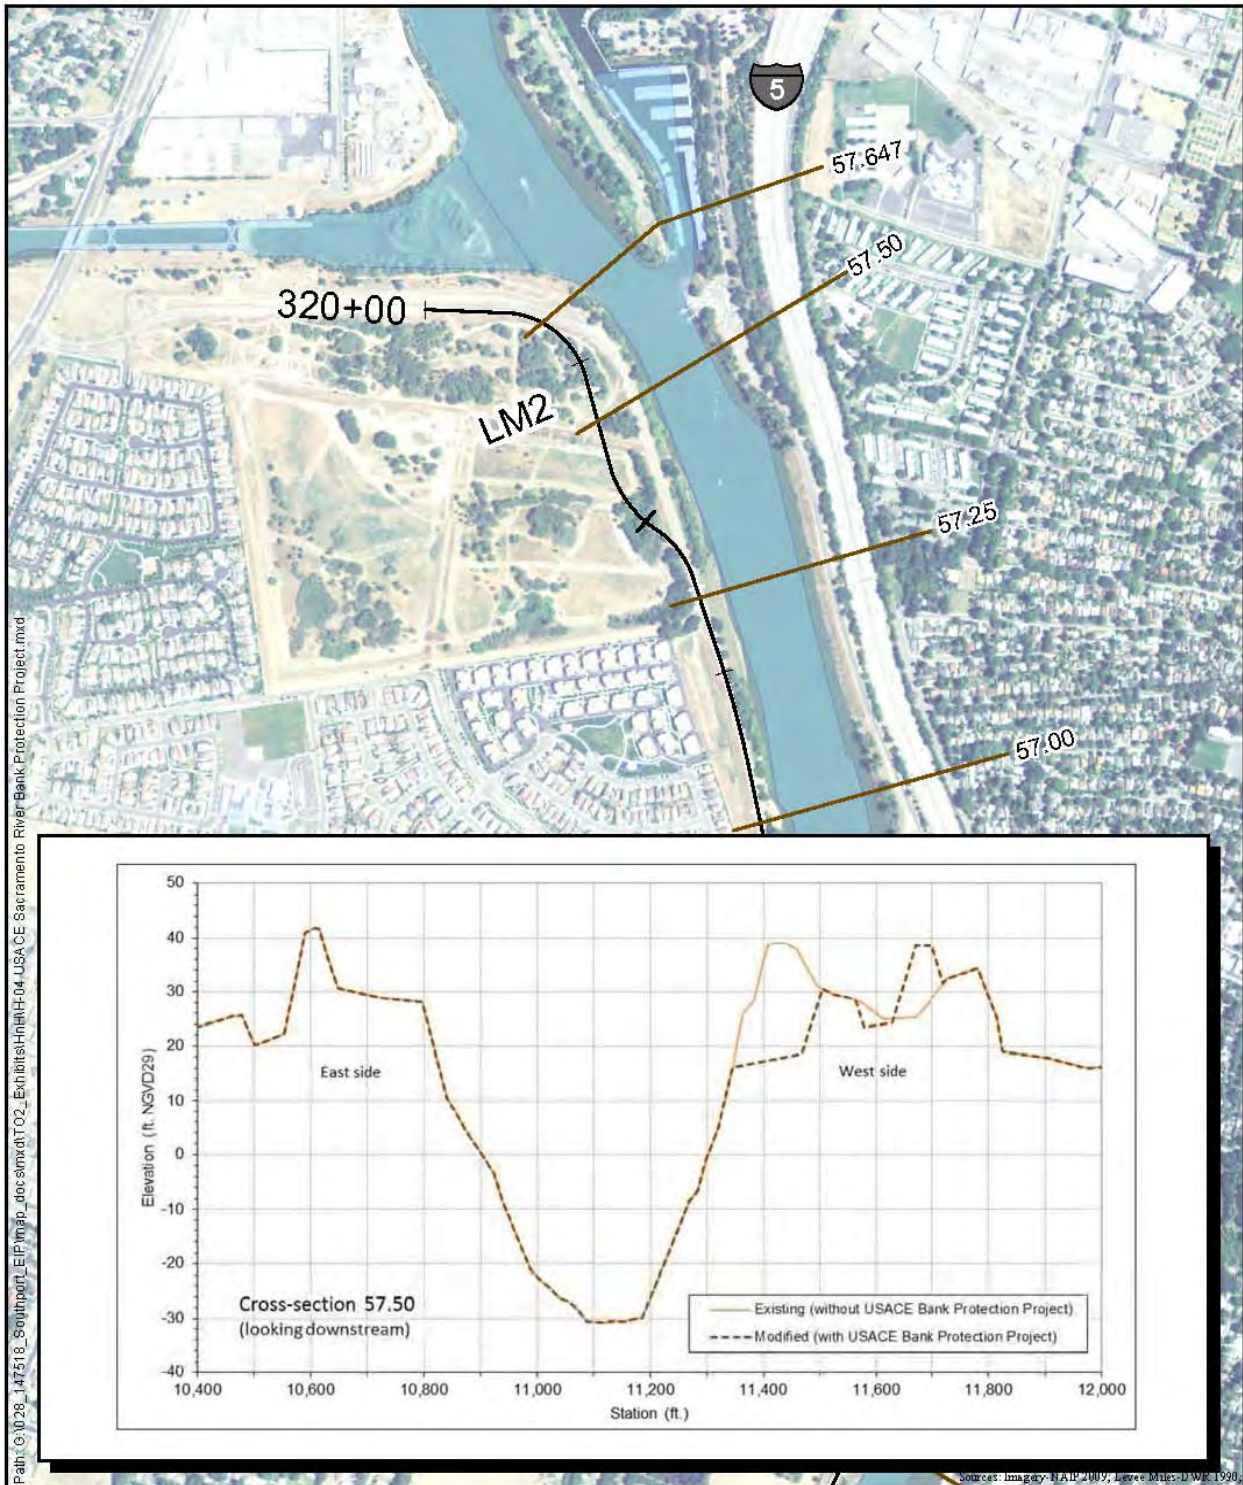 5
57.647
57.50
320+00
LM2
57.25
57.00
Path: G:\028_147518_Southport_EIP\map_docs\mxd\TO2_Exhibits\HnH\H-04 USACE Sacramento River Bank Protection Project.mxd
50
40
30
20
10
0
-10
-20
-30
-40
Elevation (ft. NGVD29)
East side
West side
Cross-section 57.50
(looking downstream)
Existing (without USACE Bank Protection Project)
Modified (with USACE Bank Protection Project)
10,400
10,600
10,800
11,000
11,200
11,400
11,600
11,800
12,000
Station (ft.)
Sources: Imagery-NAIP 2009; Levee Miles-DWR 1990;